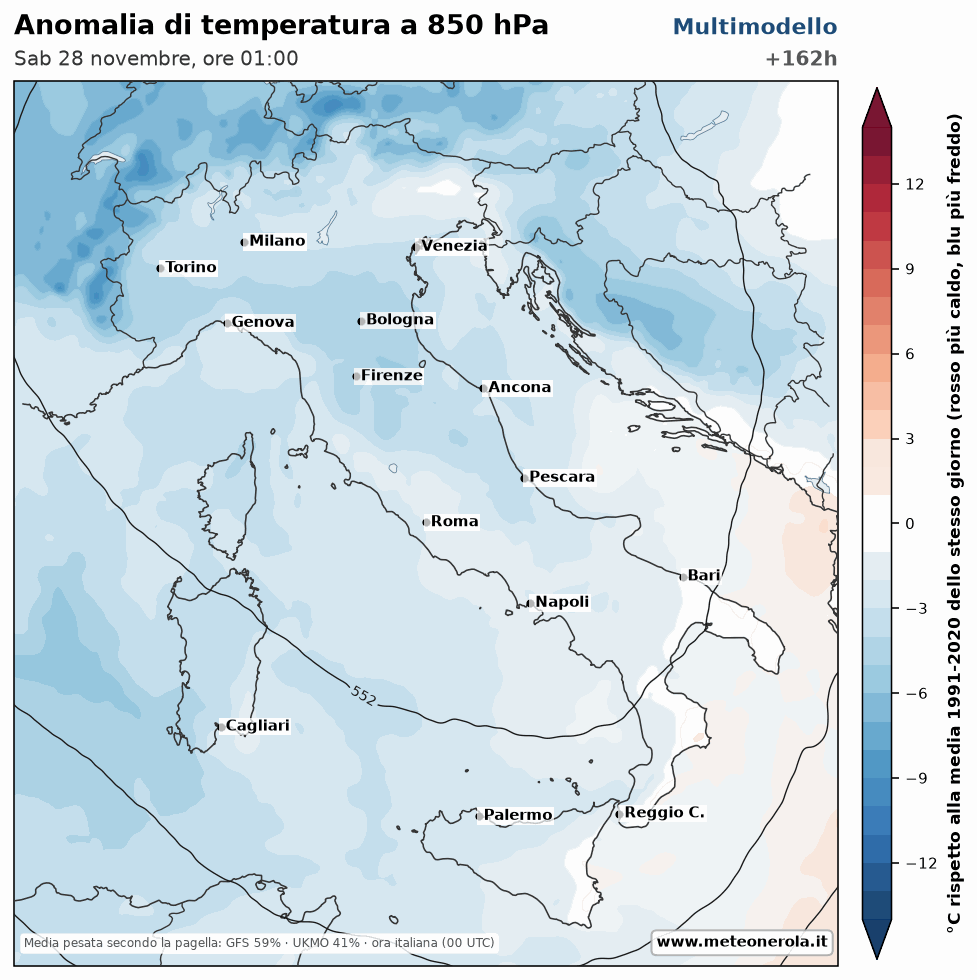 Anomalia di temperatura a 850 hPa
Multimodello
Sab 28 novembre, ore 01:00
+162h
Milano
Venezia
Torino
Genova
Bologna
Firenze
Ancona
Pescara
Roma
Bari
Napoli
552
Cagliari
Palermo
Reggio C.
12
9
6
3
0
−3
−6
−9
−12
°C rispetto alla media 1991-2020 dello stesso giorno (rosso più caldo, blu più freddo)
Media pesata secondo la pagella: GFS 59% · UKMO 41% · ora italiana (00 UTC)
www.meteonerola.it